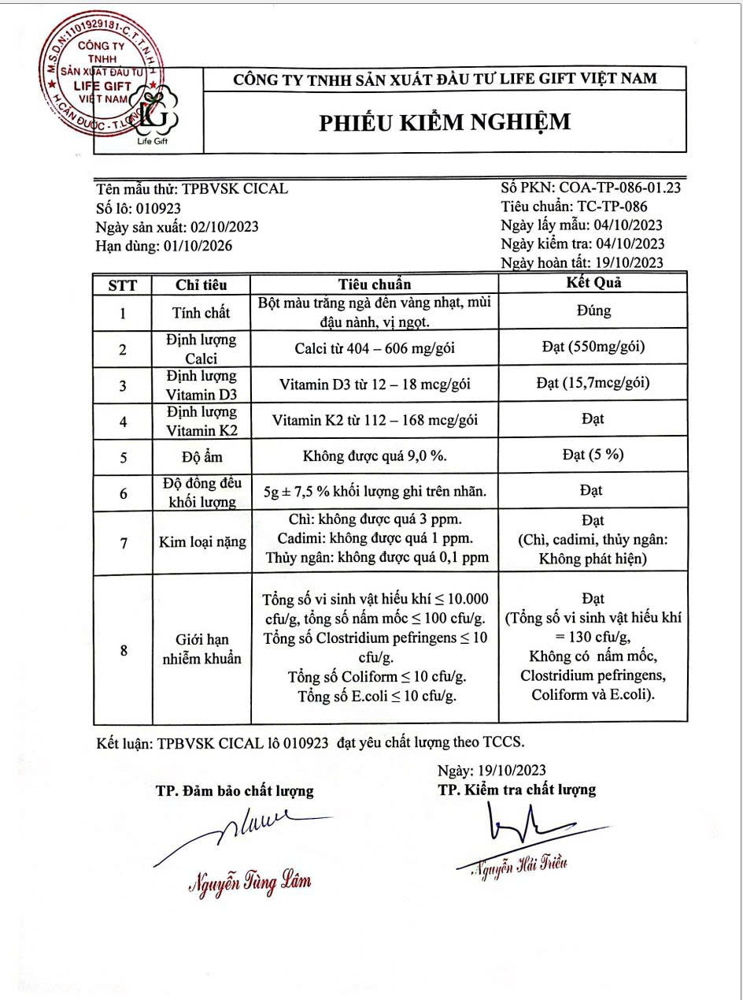 M.S.D.N:1101929181-C.T.T.N.H.H
CÔNG TY
TNHH
SẢN XUẤT ĐẦU TƯ
LIFE GIFT
VIỆT NAM
H.CẦN ĐƯỚC - T.LONG
LG
Life Gift
CÔNG TY TNHH SẢN XUẤT ĐẦU TƯ LIFE GIFT VIỆT NAM
PHIẾU KIỂM NGHIỆM
Tên mẫu thử: TPBVSK CICAL
Số lô: 010923
Ngày sản xuất: 02/10/2023
Hạn dùng: 01/10/2026
Số PKN: COA-TP-086-01.23
Tiêu chuẩn: TC-TP-086
Ngày lấy mẫu: 04/10/2023
Ngày kiểm tra: 04/10/2023
Ngày hoàn tất: 19/10/2023
STT Chỉ tiêu Tiêu chuẩn Kết Quả
1 Tính chất Bột màu trắng ngà đến vàng nhạt, mùi
đậu nành, vị ngọt. Đúng
2 Định lượng
Calci Calci từ 404 – 606 mg/gói Đạt (550mg/gói)
3 Định lượng
Vitamin D3 Vitamin D3 từ 12 – 18 mcg/gói Đạt (15,7mcg/gói)
4 Định lượng
Vitamin K2 Vitamin K2 từ 112 – 168 mcg/gói Đạt
5 Độ ẩm Không được quá 9,0 %. Đạt (5 %)
6 Độ đồng đều
khối lượng 5g ± 7,5 % khối lượng ghi trên nhãn. Đạt
7 Kim loại nặng Chì: không được quá 3 ppm.
Cadimi: không được quá 1 ppm.
Thủy ngân: không được quá 0,1 ppm
Đạt
(Chì, cadimi, thủy ngân:
Không phát hiện)
8 Giới hạn
nhiễm khuẩn
Tổng số vi sinh vật hiếu khí ≤ 10.000
cfu/g, tổng số nấm mốc ≤ 100 cfu/g.
Tổng số Clostridium pefringens ≤ 10
cfu/g.
Tổng số Coliform ≤ 10 cfu/g.
Tổng số E.coli ≤ 10 cfu/g.
Đạt
(Tổng số vi sinh vật hiếu khí
= 130 cfu/g,
Không có nấm mốc,
Clostridium pefringens,
Coliform và E.coli).
Kết luận: TPBVSK CICAL lô 010923 đạt yêu chất lượng theo TCCS.
Ngày: 19/10/2023
TP. Đảm bảo chất lượng
TP. Kiểm tra chất lượng
Nguyễn Tùng Lâm
Nguyễn Hải Triều